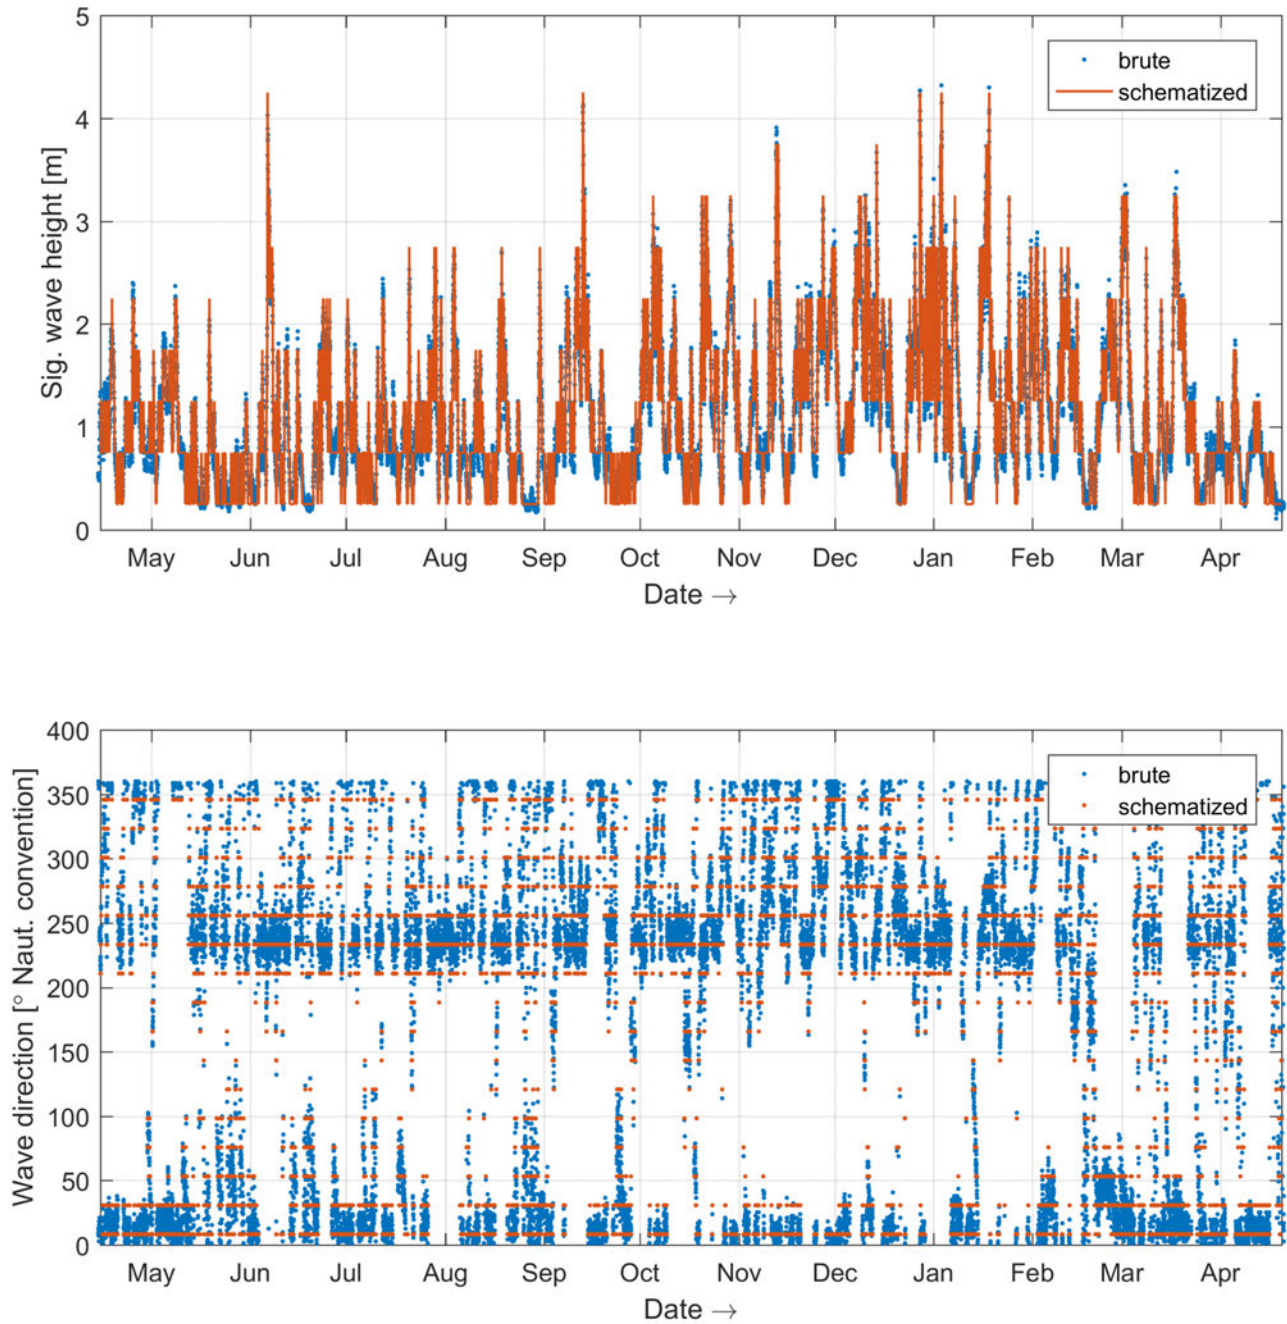 5
4
3
2
1
0
Sig. wave height [m]
brute
schematized
May Jun Jul Aug Sep Oct Nov Dec Jan Feb Mar Apr
Date →
400
350
300
250
200
150
100
50
0
Wave direction [° Naut. convention]
brute
schematized
May Jun Jul Aug Sep Oct Nov Dec Jan Feb Mar Apr
Date →